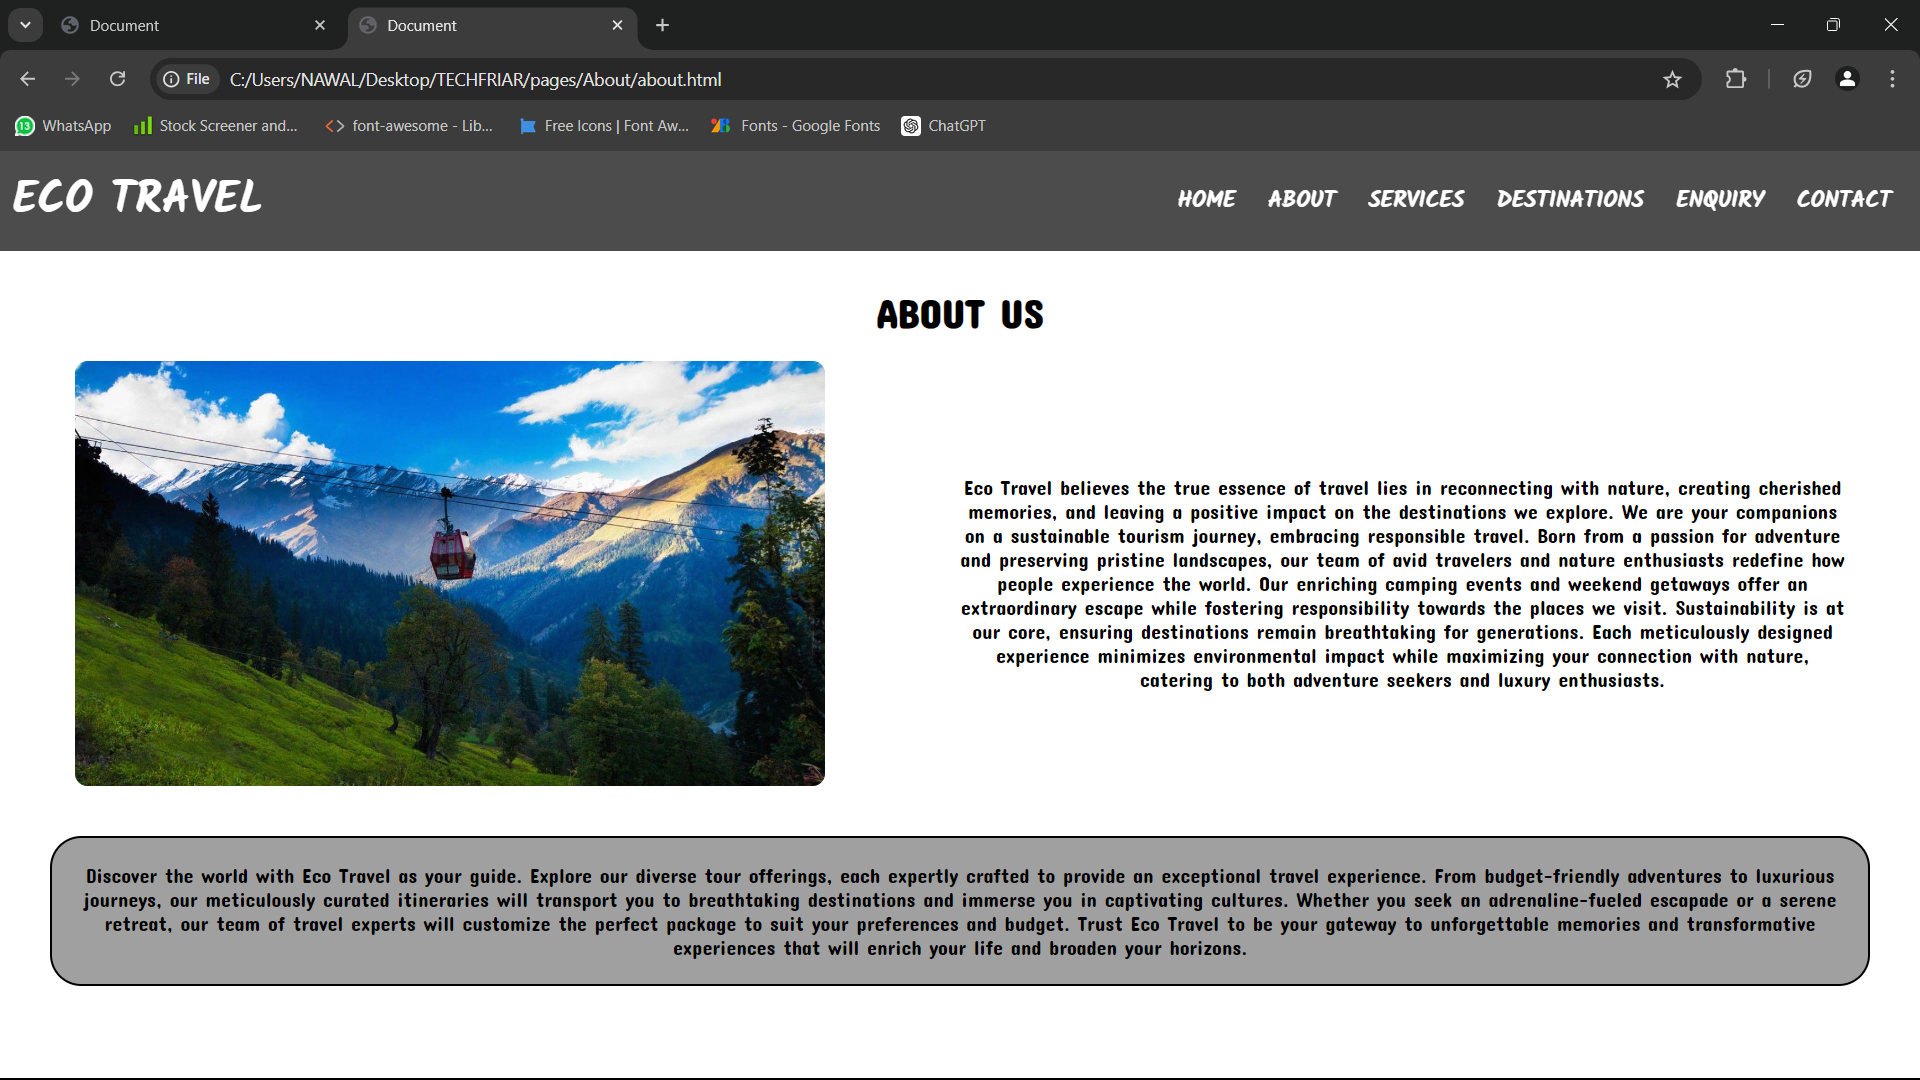 Document
Document
File
C:/Users/NAWAL/Desktop/TECHFRIAR/pages/About/about.html
13 WhatsApp
Stock Screener and...
font-awesome - Lib...
Free Icons | Font Aw...
Fonts - Google Fonts
ChatGPT
ECO TRAVEL
HOME
ABOUT
SERVICES
DESTINATIONS
ENQUIRY
CONTACT
ABOUT US
Eco Travel believes the true essence of travel lies in reconnecting with nature, creating cherished
memories, and leaving a positive impact on the destinations we explore. We are your companions
on a sustainable tourism journey, embracing responsible travel. Born from a passion for adventure
and preserving pristine landscapes, our team of avid travelers and nature enthusiasts redefine how
people experience the world. Our enriching camping events and weekend getaways offer an
extraordinary escape while fostering responsibility towards the places we visit. Sustainability is at
our core, ensuring destinations remain breathtaking for generations. Each meticulously designed
experience minimizes environmental impact while maximizing your connection with nature,
catering to both adventure seekers and luxury enthusiasts.
Discover the world with Eco Travel as your guide. Explore our diverse tour offerings, each expertly crafted to provide an exceptional travel experience. From budget-friendly adventures to luxurious
journeys, our meticulously curated itineraries will transport you to breathtaking destinations and immerse you in captivating cultures. Whether you seek an adrenaline-fueled escapade or a serene
retreat, our team of travel experts will customize the perfect package to suit your preferences and budget. Trust Eco Travel to be your gateway to unforgettable memories and transformative
experiences that will enrich your life and broaden your horizons.